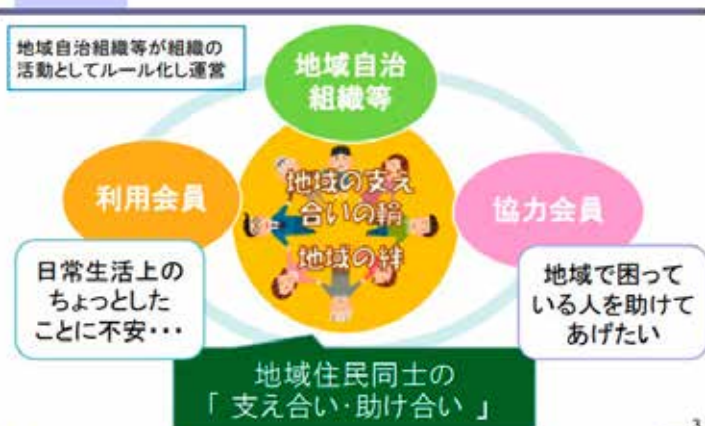 地域自治組織等が組織の
活動としてルール化し運営
地域自治
組織等
利用会員
地域の支え
合いの輪
地域の絆
協力会員
日常生活上の
ちょっとした
ことに不安・・・
地域で困って
いる人を助けて
あげたい
地域住民同士の
「 支え合い・助け合い 」
3